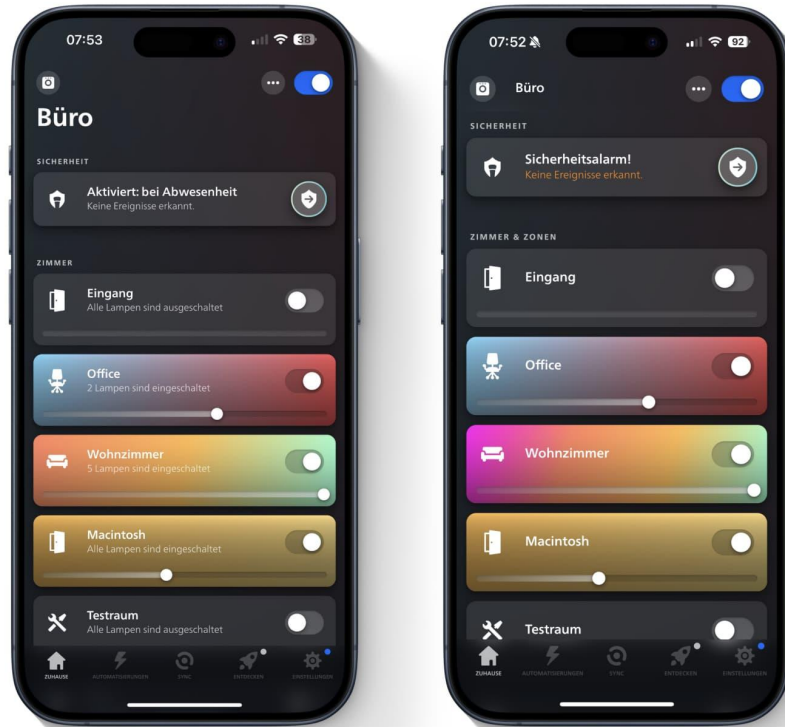 07:53
38
Büro
SICHERHEIT
Aktiviert: bei Abwesenheit
Keine Ereignisse erkannt.
ZIMMER
Eingang
Alle Lampen sind ausgeschaltet
Office
2 Lampen sind eingeschaltet
Wohnzimmer
5 Lampen sind eingeschaltet
Macintosh
Alle Lampen sind eingeschaltet
Testraum
Alle Lampen sind ausgeschaltet
ZUHAUSE
AUTOMATISIERUNGEN
SYNC
ENTDECKEN
EINSTELLUNGEN
07:52
92
Büro
SICHERHEIT
Sicherheitsalarm!
Keine Ereignisse erkannt.
ZIMMER & ZONEN
Eingang
Office
Wohnzimmer
Macintosh
Testraum
ZUHAUSE
AUTOMATISIERUNGEN
SYNC
ENTDECKEN
EINSTELLUNGEN